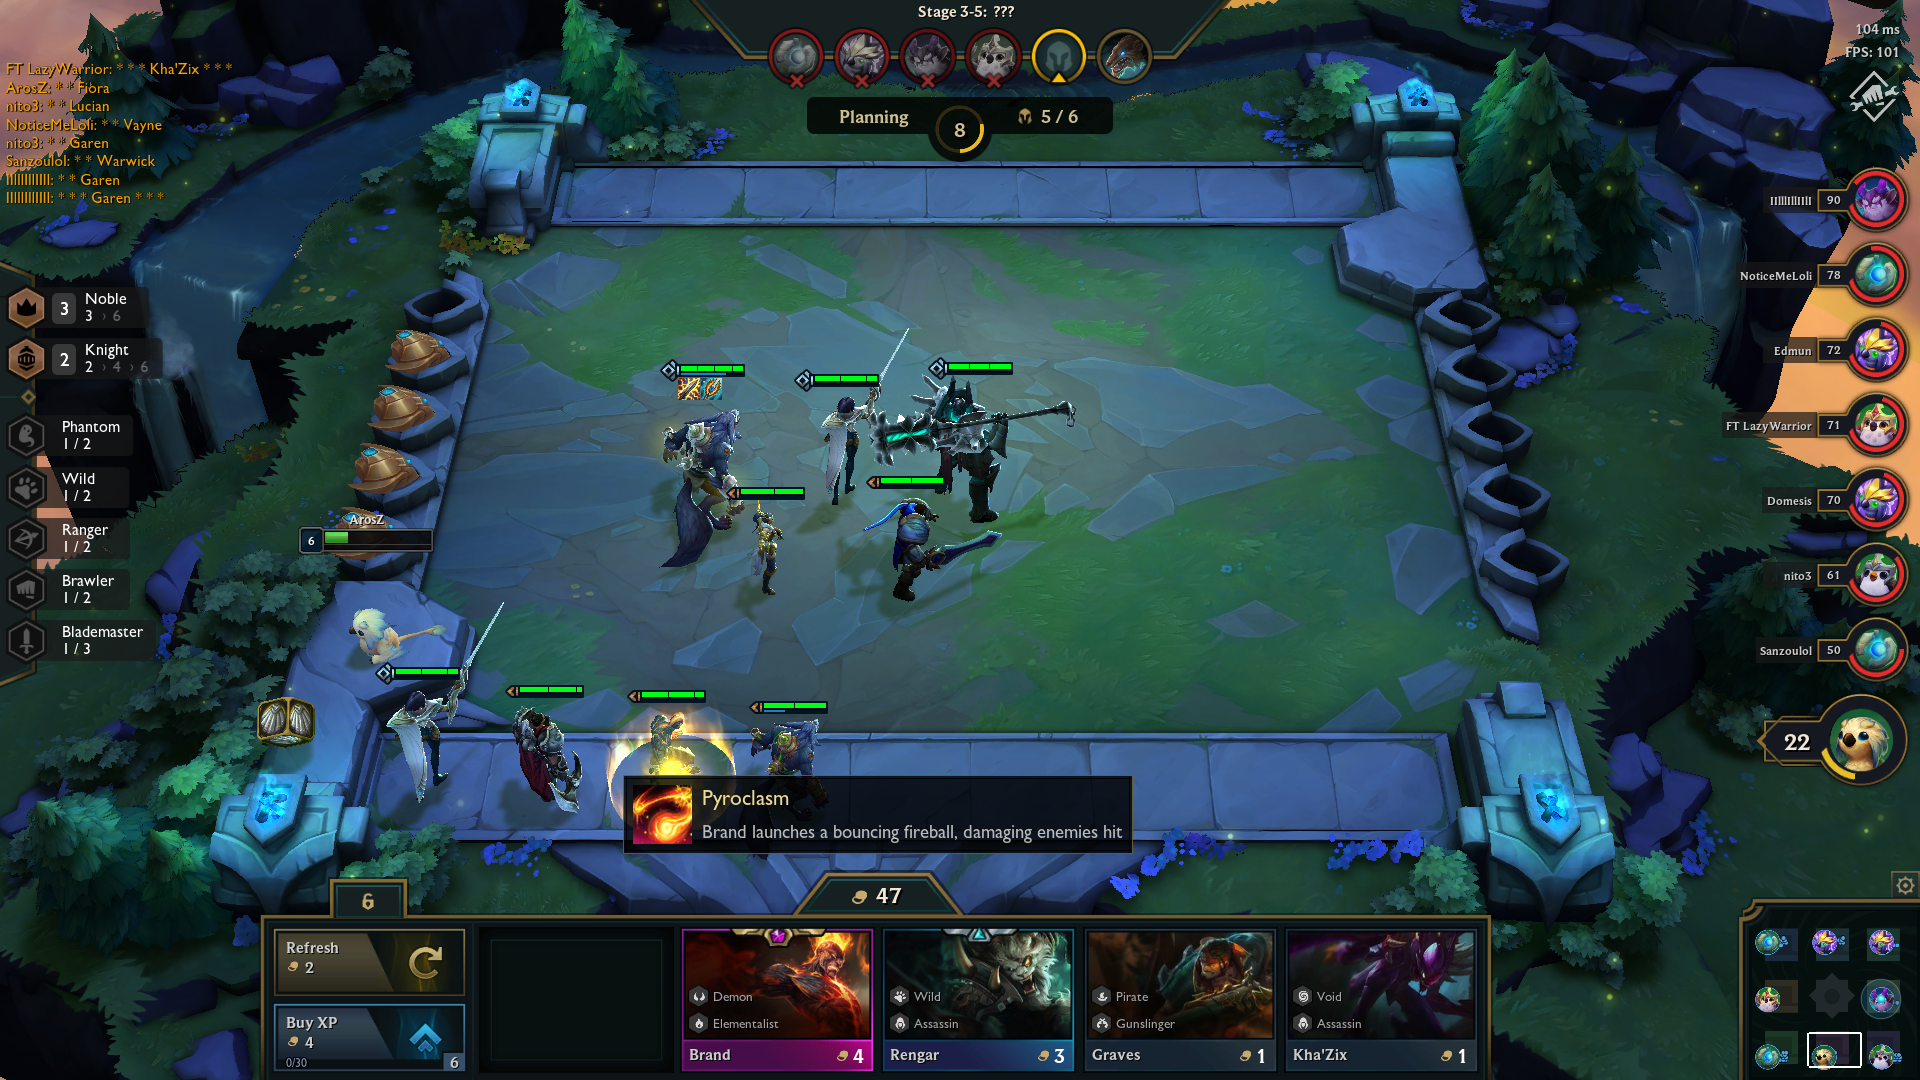 Stage 3-5: ???
104 ms
FPS: 101
FT LazyWarrior: * * * Kha'Zix * * *
ArosZ: * * Fiora
nito3: * * Lucian
NoticeMeLoli: * * Vayne
nito3: * * Garen
Sanzoulol: * * Warwick
IIIIIIIIIIII: * * Garen
IIIIIIIIIIII: * * * Garen * * *
Planning
8
5 / 6
90
NoticeMeLoli 78
Edmun 72
FT LazyWarrior 71
Domesis 70
nito3 61
Sanzoulol 50
22
3 Noble
3 > 6
2 Knight
2 > 4 > 6
Phantom
1 / 2
Wild
1 / 2
Ranger
1 / 2
Brawler
1 / 2
Blademaster
1 / 3
ArosZ
6
Pyroclasm
Brand launches a bouncing fireball, damaging enemies hit
6
47
Refresh
2
Buy XP
4
0/30
6
Demon
Elementalist
Brand 4
Wild
Assassin
Rengar 3
Pirate
Gunslinger
Graves 1
Void
Assassin
Kha'Zix 1